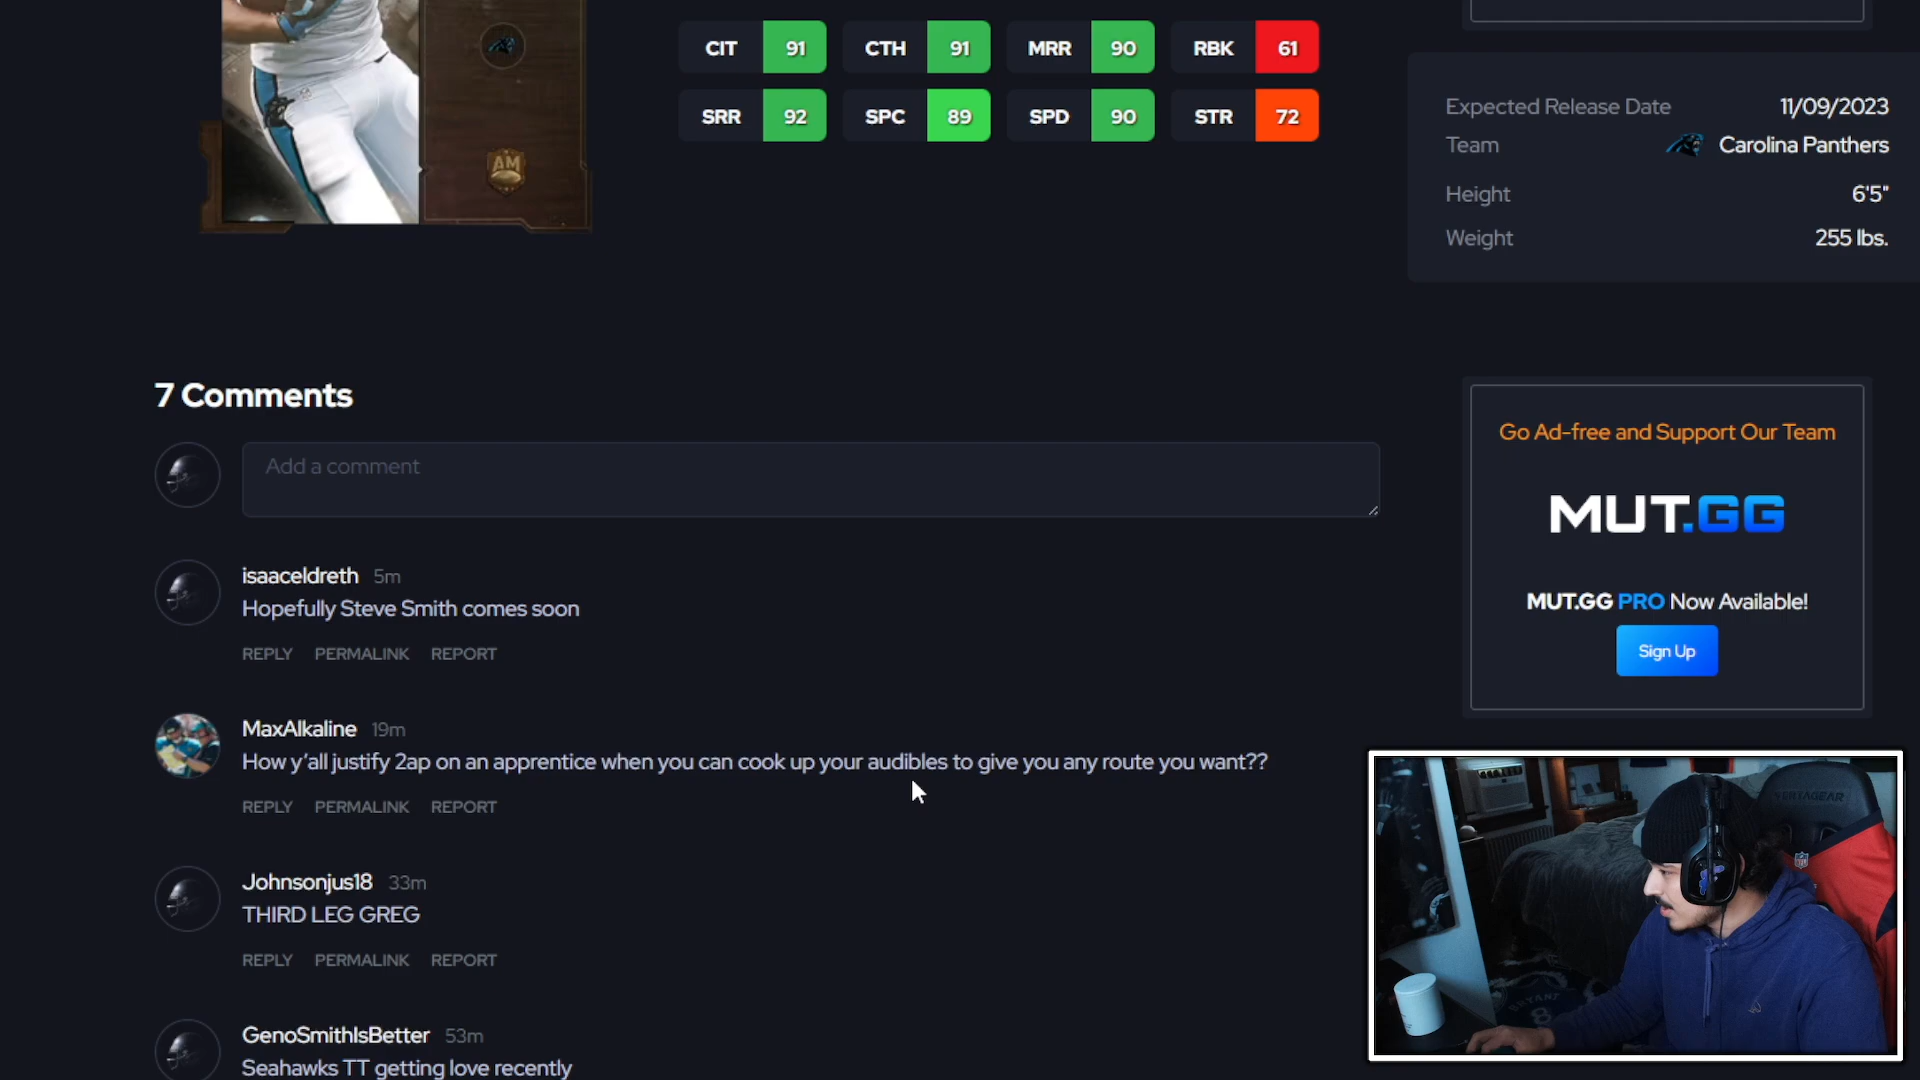 CIT 91 CTH 91 MRR 90 RBK 61
SRR 92 SPC 89 SPD 90 STR 72
AM
Expected Release Date 11/09/2023
Team Carolina Panthers
Height 6'5"
Weight 255 lbs.
7 Comments
Add a comment
isaaceldreth 5m
Hopefully Steve Smith comes soon
REPLY PERMALINK REPORT
MaxAlkaline 19m
How y'all justify 2ap on an apprentice when you can cook up your audibles to give you any route you want??
REPLY PERMALINK REPORT
Johnsonjus18 33m
THIRD LEG GREG
REPLY PERMALINK REPORT
GenoSmithIsBetter 53m
Seahawks TT getting love recently
Go Ad-free and Support Our Team
MUT.GG
MUT.GG PRO Now Available!
Sign Up
VERTAGEAR
NFL
BRYANT
8